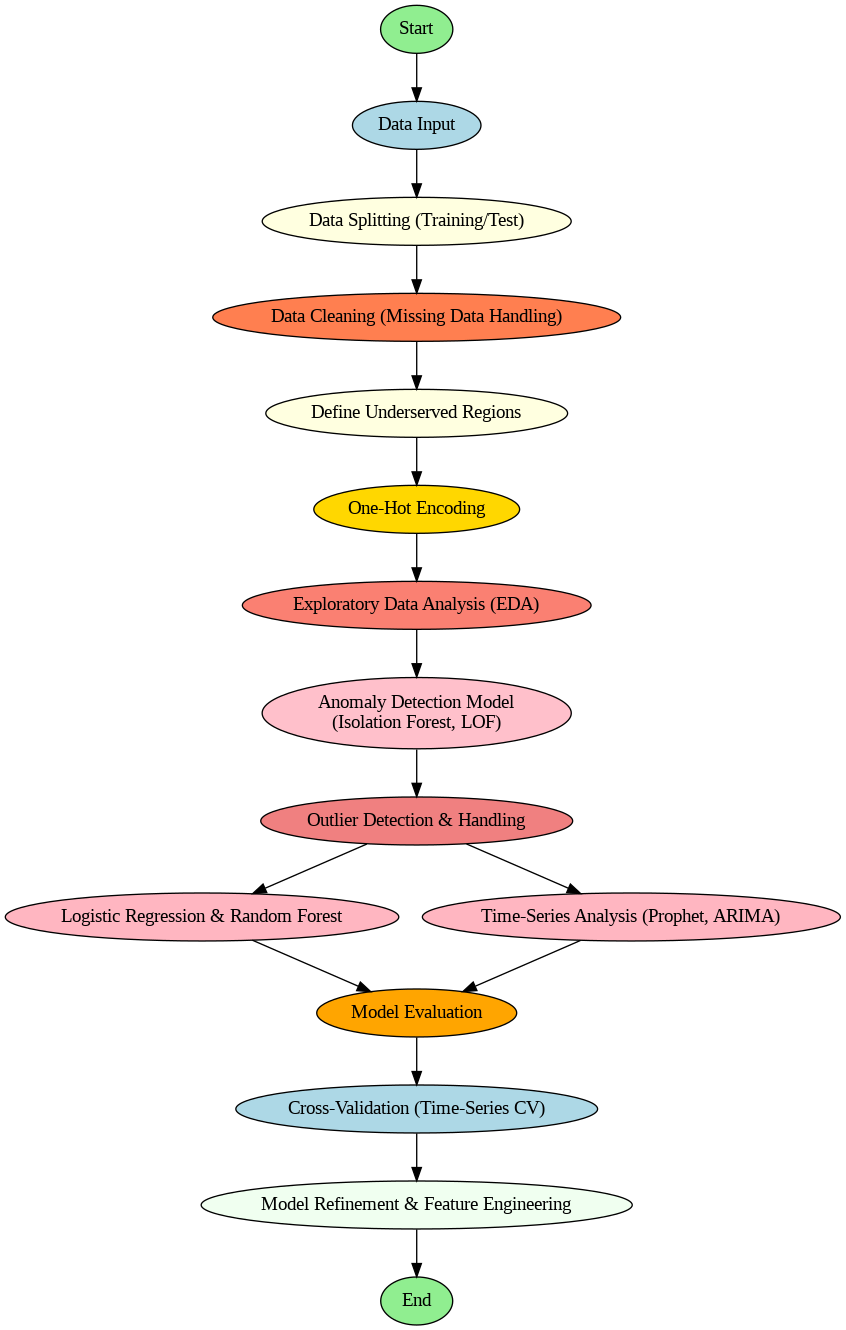 Start
Data Input
Data Splitting (Training/Test)
Data Cleaning (Missing Data Handling)
Define Underserved Regions
One-Hot Encoding
Exploratory Data Analysis (EDA)
Anomaly Detection Model
(Isolation Forest, LOF)
Outlier Detection & Handling
Logistic Regression & Random Forest
Time-Series Analysis (Prophet, ARIMA)
Model Evaluation
Cross-Validation (Time-Series CV)
Model Refinement & Feature Engineering
End